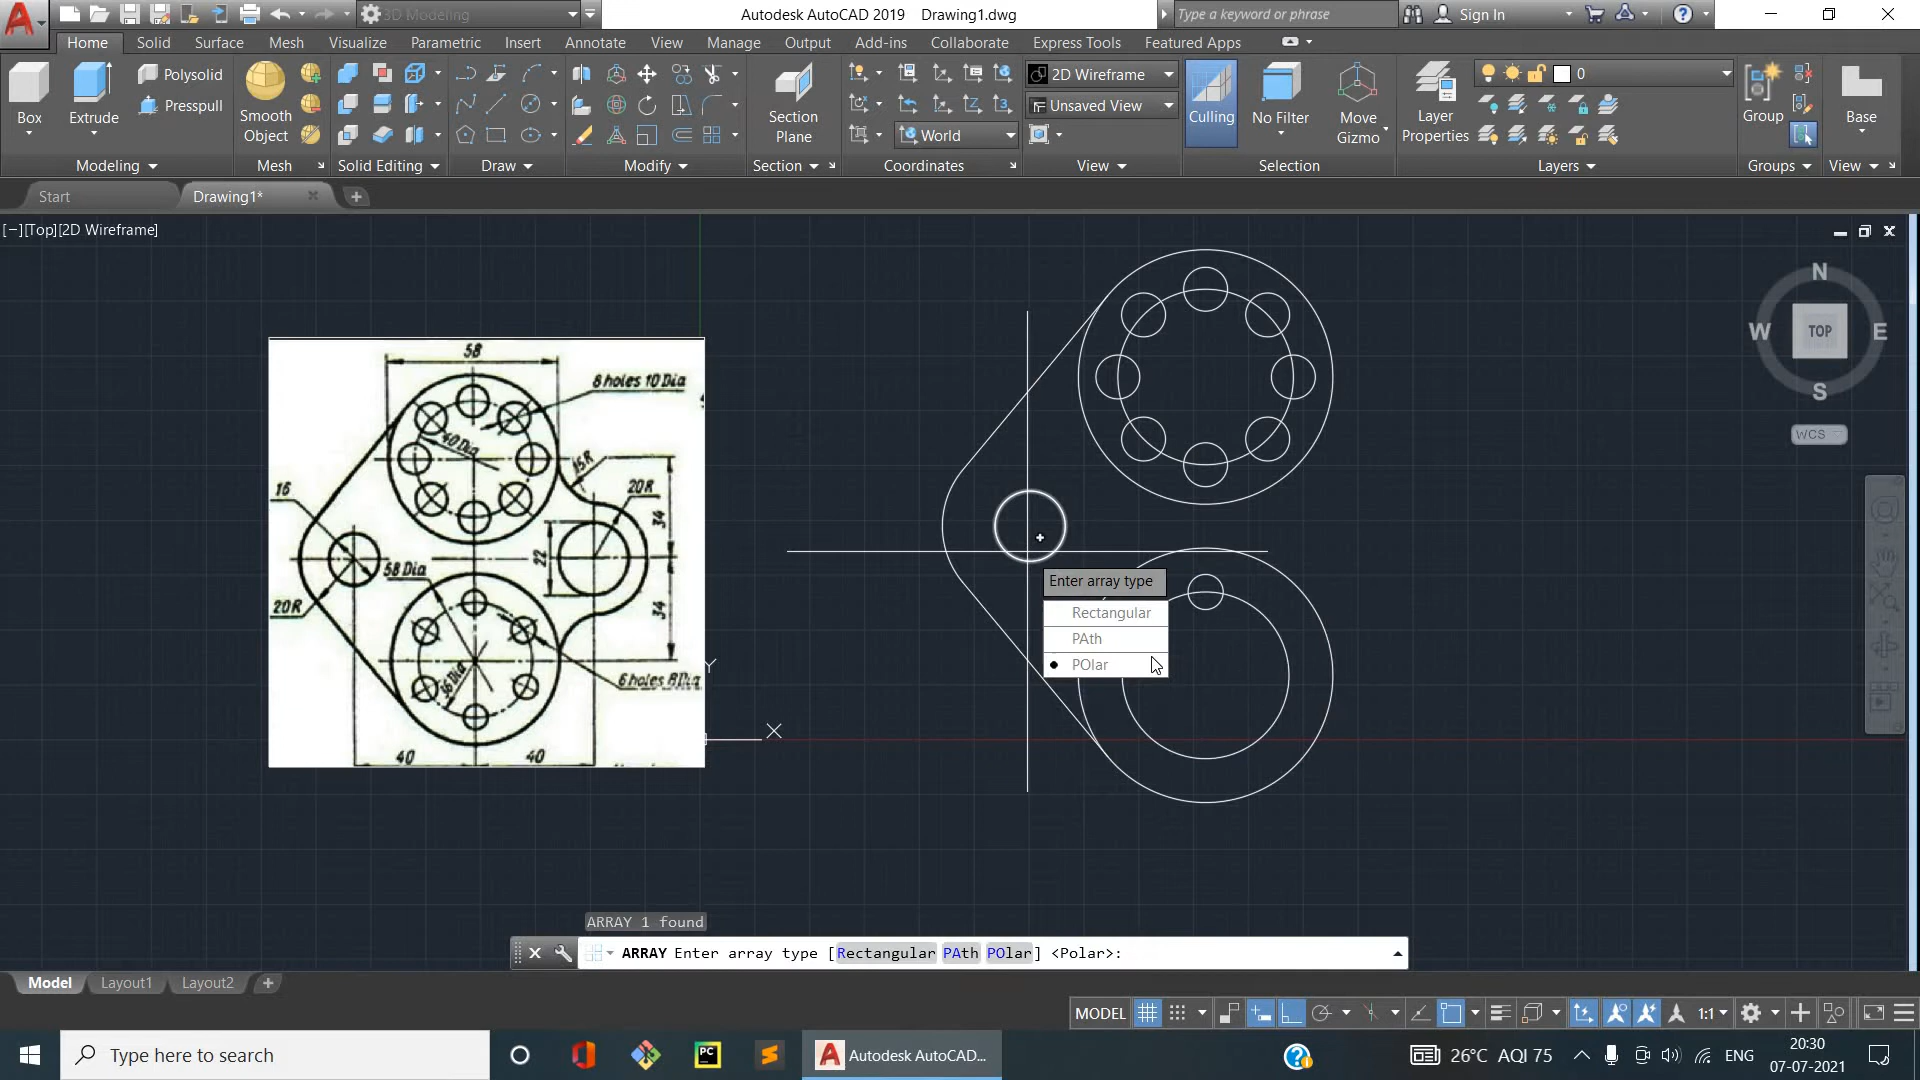 3D Modeling
Autodesk AutoCAD 2019 Drawing1.dwg
Type a keyword or phrase
Sign In
Home Solid Surface Mesh Visualize Parametric Insert Annotate View Manage Output Add-ins Collaborate Express Tools Featured Apps
Box
Extrude
Polysolid
Presspull
Smooth
Object
Section
Plane
World
2D Wireframe
Unsaved View
Culling
No Filter
Move
Gizmo
Layer
Properties
0
Group
Base
Modeling Mesh Solid Editing Draw Modify Section Coordinates View Selection Layers Groups View
Start
Drawing1*
[−][Top][2D Wireframe]
N
W TOP E
S
WCS
58
8 holes 10 Dia
40 Dia
15R
20R
16
34
22
58 Dia
20R
34
36 Dia
6 holes 8 Dia
40 40
Y
X
Enter array type
Rectangular
PAth
POlar
ARRAY 1 found
ARRAY Enter array type [Rectangular PAth POlar] <Polar>:
Model Layout1 Layout2
MODEL
1:1
Type here to search
PC
Autodesk AutoCAD...
26°C AQI 75
ENG
20:30
07-07-2021